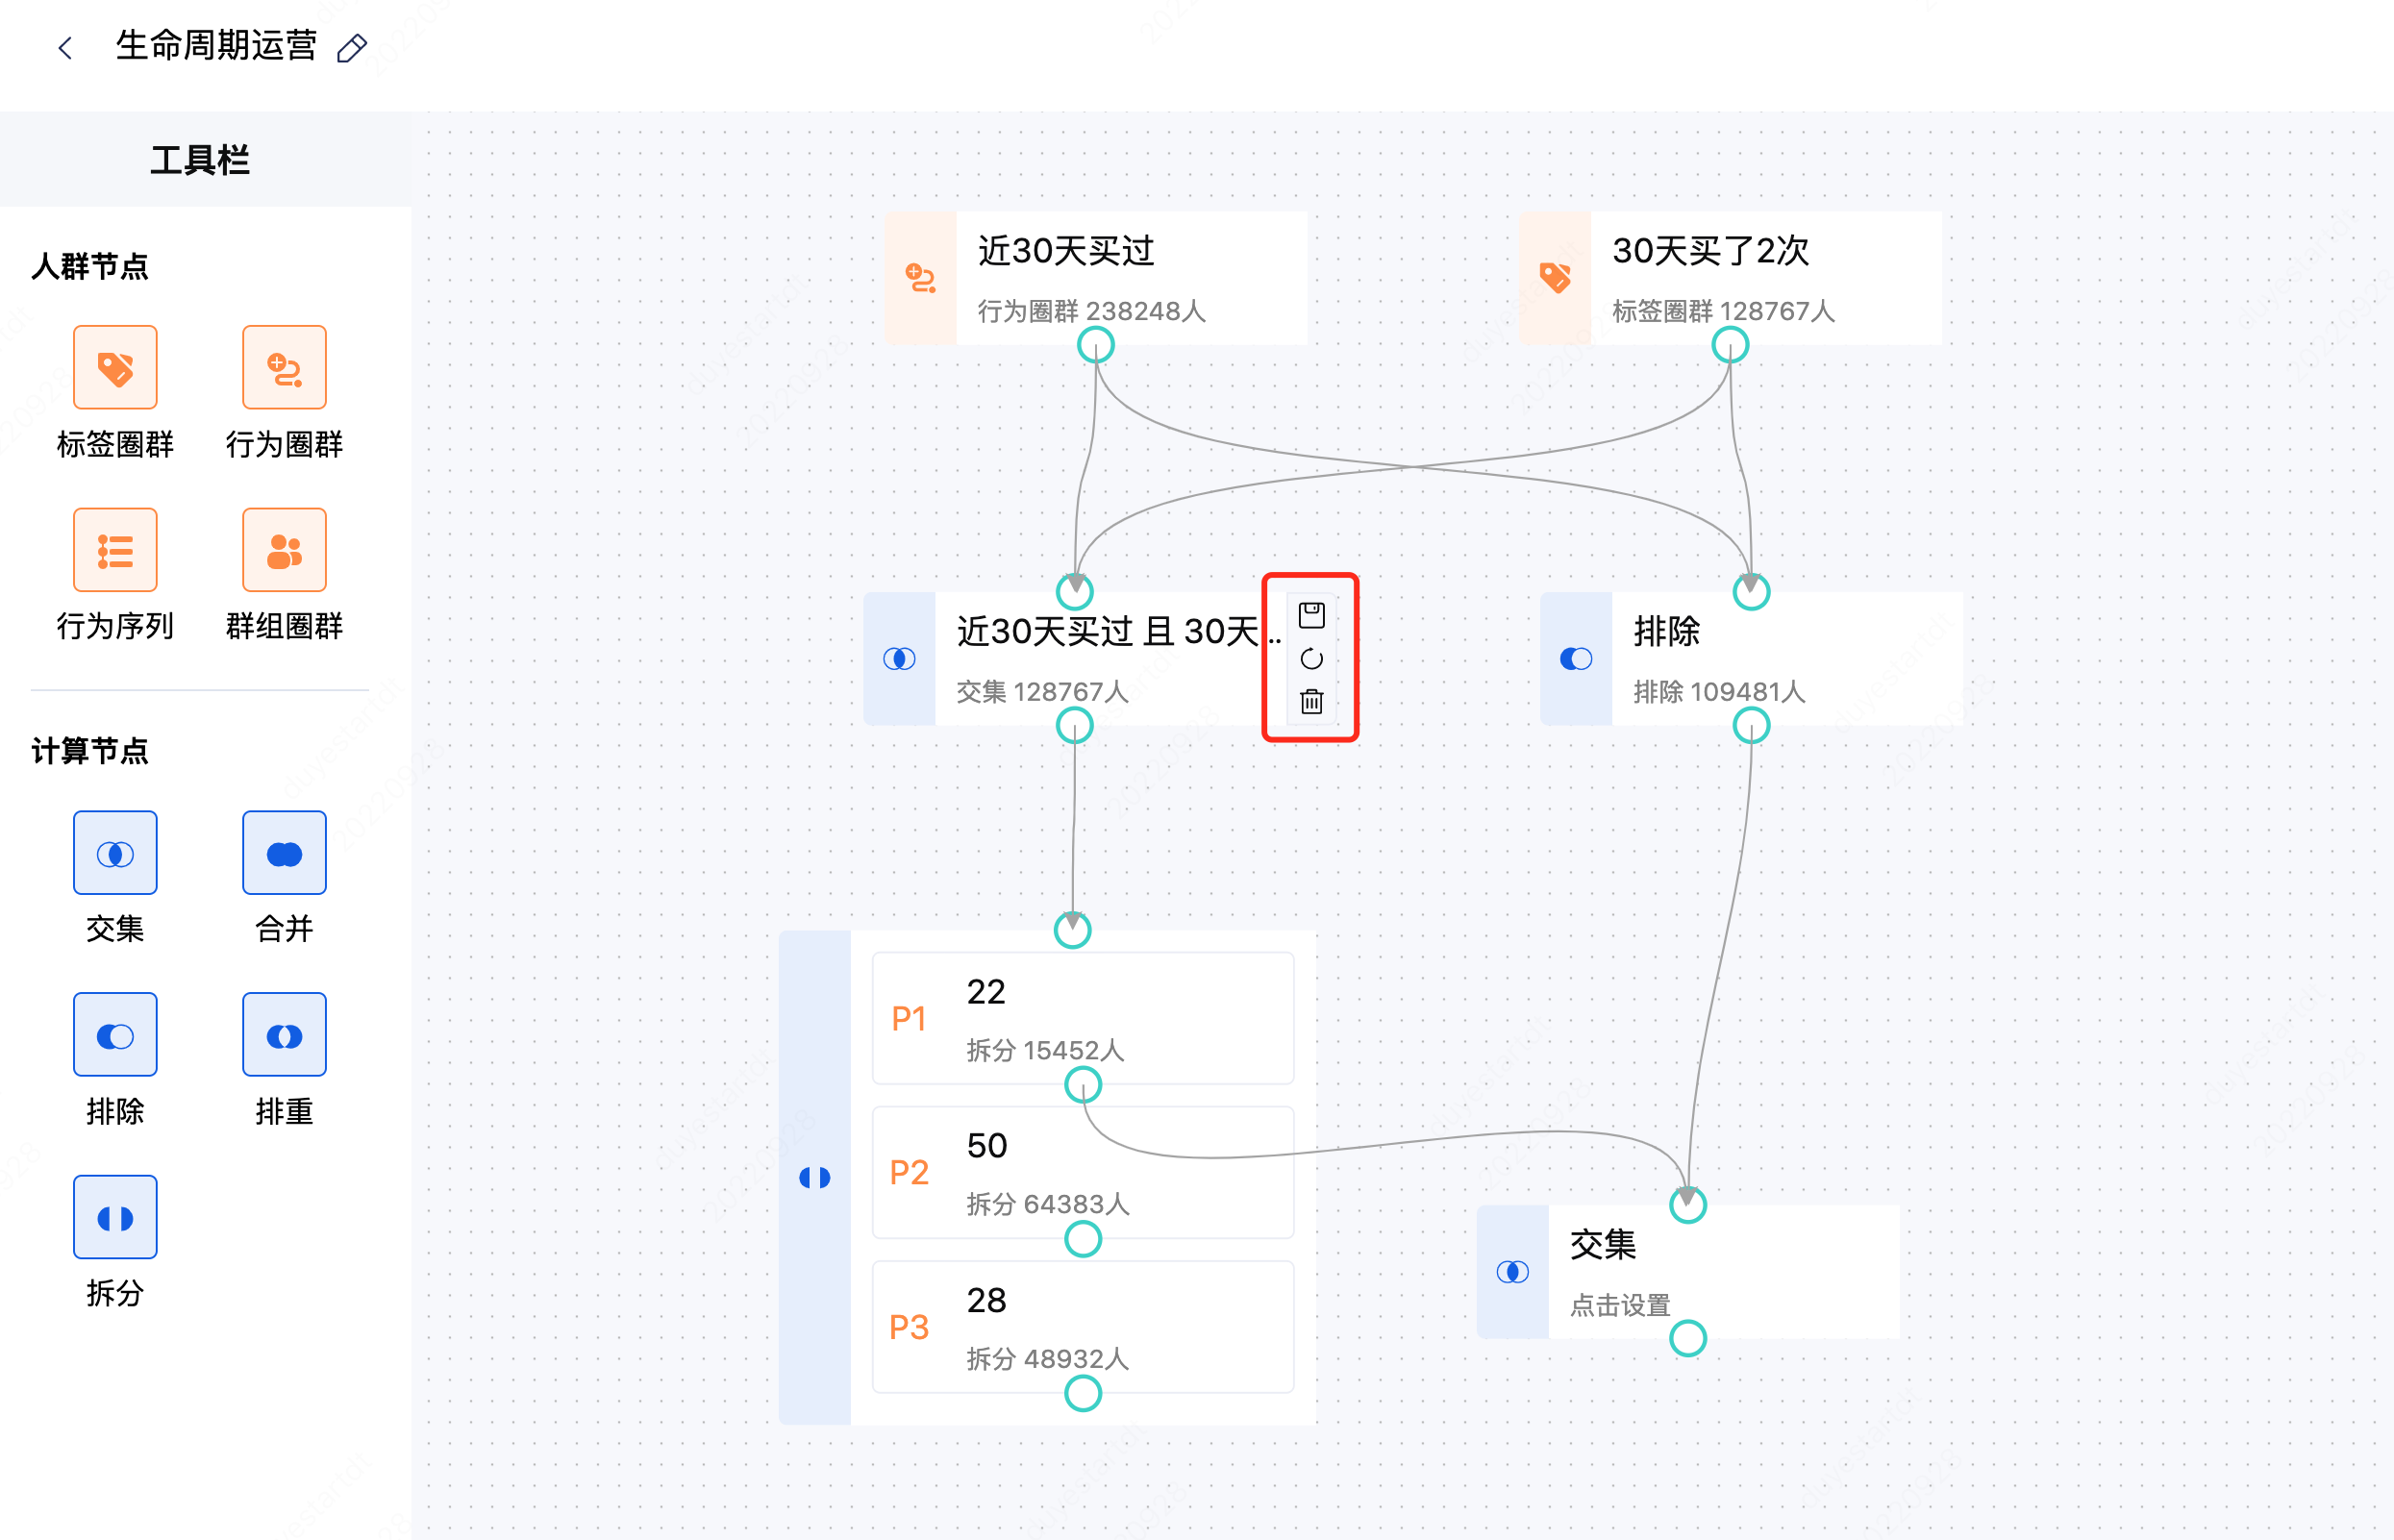 生命周期运营
工具栏
人群节点
标签圈群
行为圈群
行为序列
群组圈群
计算节点
交集
合并
排除
排重
拆分
近30天买过
行为圈群 238248人
30天买了2次
标签圈群 128767人
近30天买过 且 30天...
交集 128767人
排除
排除 109481人
P1
22
拆分 15452人
P2
50
拆分 64383人
P3
28
拆分 48932人
交集
点击设置
duyestartdt
20220928